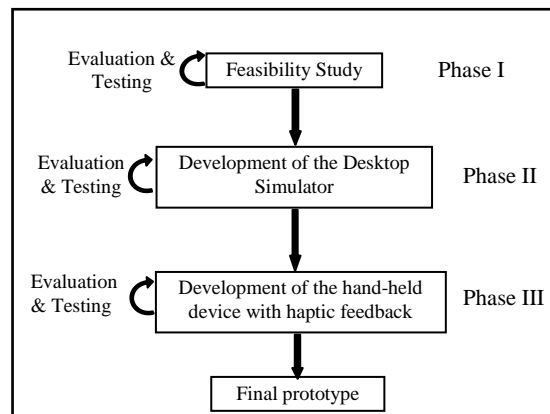 Evaluation &
Testing
Feasibility Study
Phase I
Evaluation
& Testing
Development of the Desktop
Simulator
Phase II
Evaluation
& Testing
Development of the hand-held
device with haptic feedback
Phase III
Final prototype